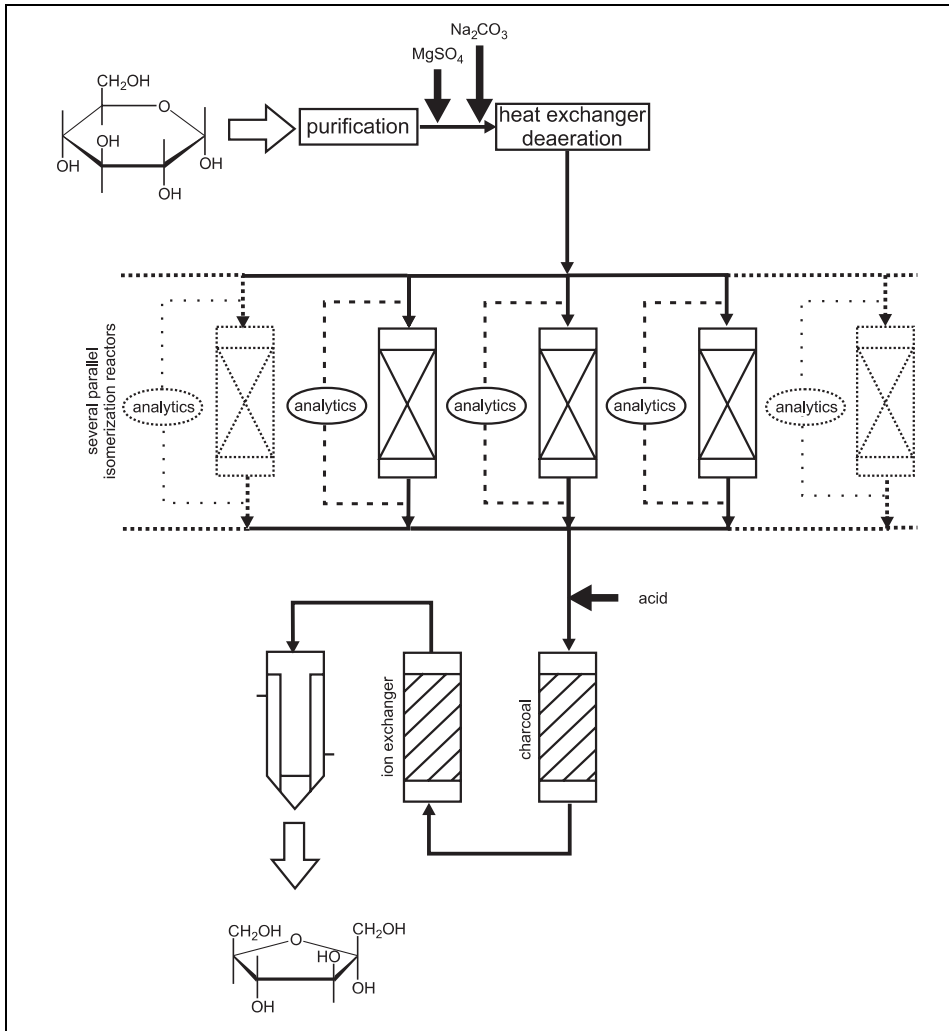 Na₂CO₃
MgSO₄
CH₂OH
O
OH
OH
OH
OH
purification
heat exchanger
deaeration
several parallel
isomerization reactors
analytics
analytics
analytics
analytics
analytics
acid
ion exchanger
charcoal
CH₂OH
O
CH₂OH
HO
OH
OH